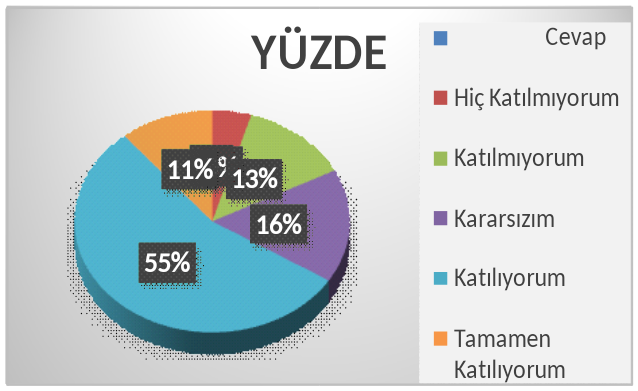 YÜZDE
Cevap
Hiç Katılmıyorum
Katılmıyorum
Kararsızım
Katılıyorum
Tamamen
Katılıyorum
11%
%
13%
16%
55%